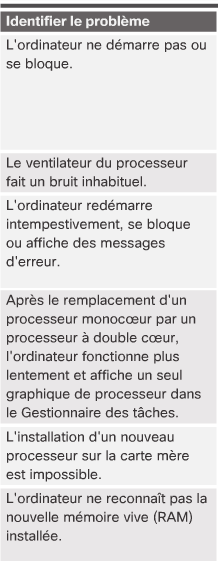 Identifier le problème
L'ordinateur ne démarre pas ou
se bloque.
Le ventilateur du processeur
fait un bruit inhabituel.
L'ordinateur redémarre
intempestivement, se bloque
ou affiche des messages
d'erreur.
Après le remplacement d'un
processeur monocœur par un
processeur à double cœur,
l'ordinateur fonctionne plus
lentement et affiche un seul
graphique de processeur dans
le Gestionnaire des tâches.
L'installation d'un nouveau
processeur sur la carte mère
est impossible.
L'ordinateur ne reconnaît pas la
nouvelle mémoire vive (RAM)
installée.